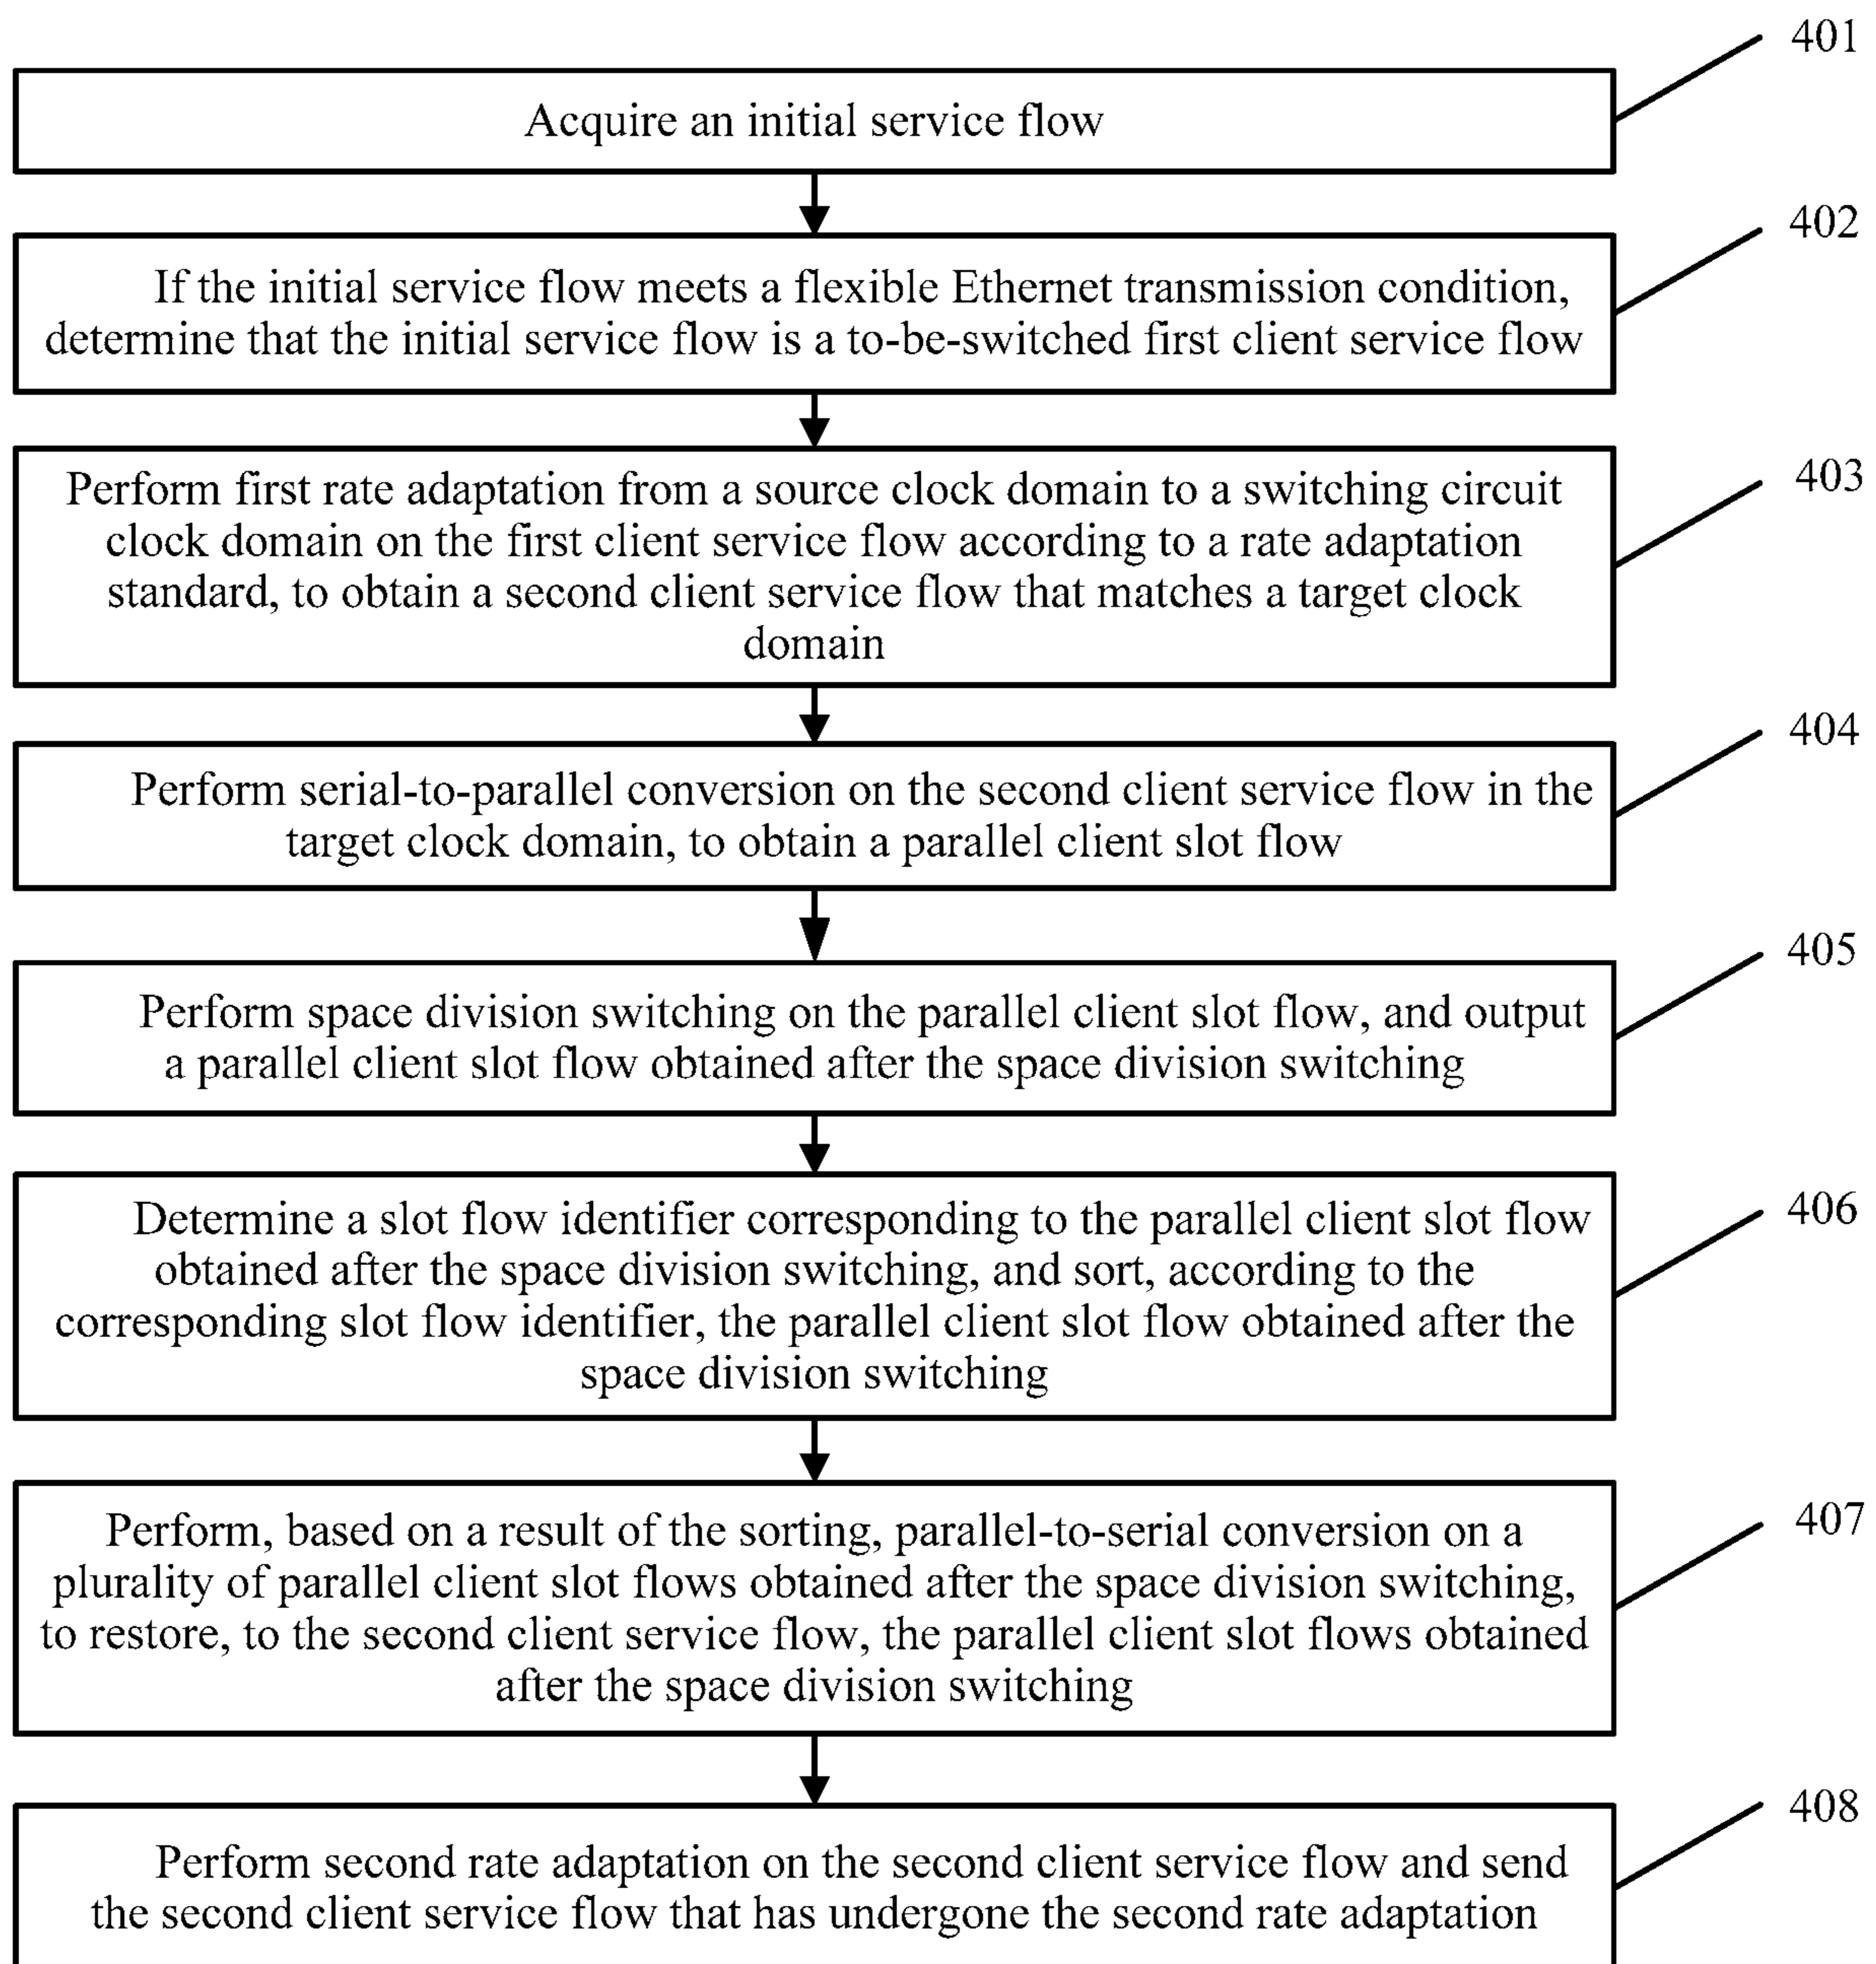 401
Acquire an initial service flow
402
If the initial service flow meets a flexible Ethernet transmission condition,
determine that the initial service flow is a to-be-switched first client service flow
403
Perform first rate adaptation from a source clock domain to a switching circuit
clock domain on the first client service flow according to a rate adaptation
standard, to obtain a second client service flow that matches a target clock
domain
404
Perform serial-to-parallel conversion on the second client service flow in the
target clock domain, to obtain a parallel client slot flow
405
Perform space division switching on the parallel client slot flow, and output
a parallel client slot flow obtained after the space division switching
406
Determine a slot flow identifier corresponding to the parallel client slot flow
obtained after the space division switching, and sort, according to the
corresponding slot flow identifier, the parallel client slot flow obtained after the
space division switching
407
Perform, based on a result of the sorting, parallel-to-serial conversion on a
plurality of parallel client slot flows obtained after the space division switching,
to restore, to the second client service flow, the parallel client slot flows obtained
after the space division switching
408
Perform second rate adaptation on the second client service flow and send
the second client service flow that has undergone the second rate adaptation